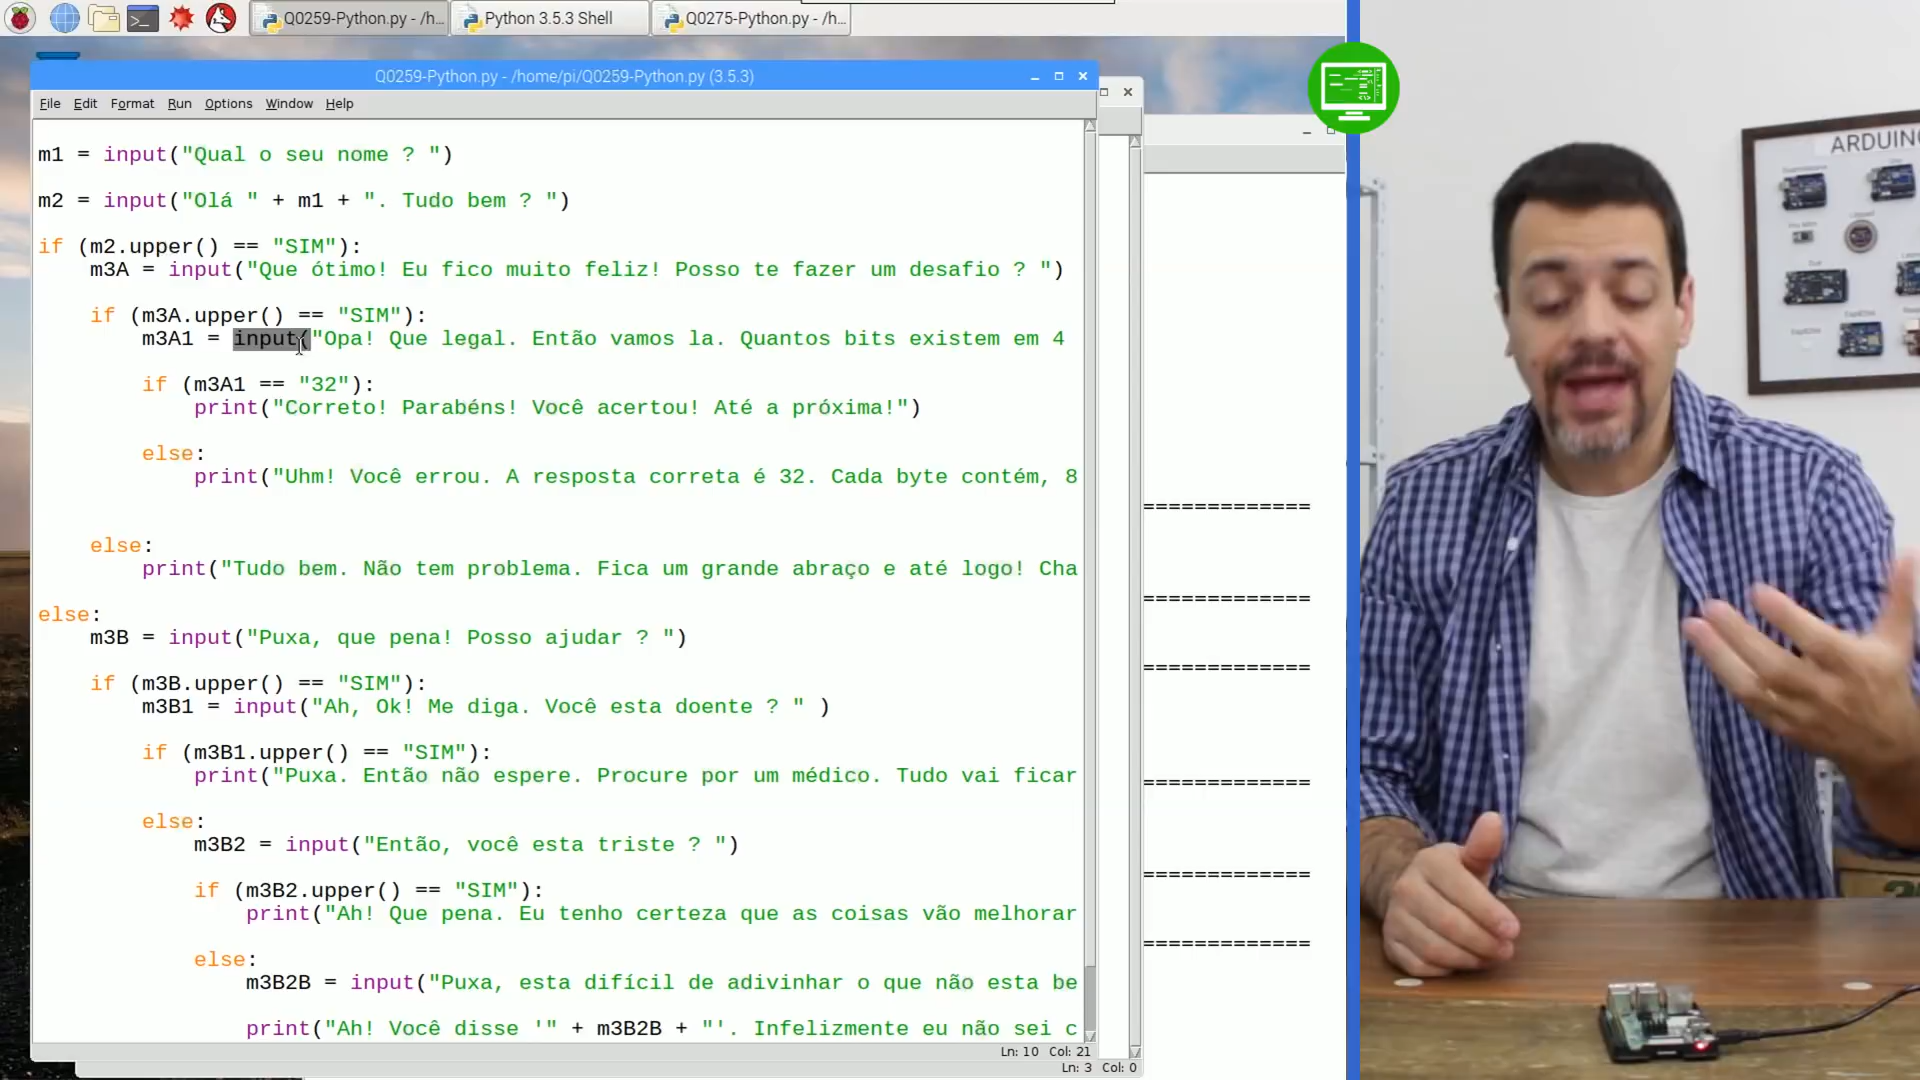 Q0259-Python.py - /h...
Python 3.5.3 Shell
Q0275-Python.py - /h...
Q0259-Python.py - /home/pi/Q0259-Python.py (3.5.3)
File Edit Format Run Options Window Help
m1 = input("Qual o seu nome ? ")
m2 = input("Olá " + m1 + ". Tudo bem ? ")
if (m2.upper() == "SIM"):
m3A = input("Que ótimo! Eu fico muito feliz! Posso te fazer um desafio ? ")
if (m3A.upper() == "SIM"):
m3A1 = input("Opa! Que legal. Então vamos la. Quantos bits existem em 4
if (m3A1 == "32"):
print("Correto! Parabéns! Você acertou! Até a próxima!")
else:
print("Uhm! Você errou. A resposta correta é 32. Cada byte contém, 8
else:
print("Tudo bem. Não tem problema. Fica um grande abraço e até logo! Cha
else:
m3B = input("Puxa, que pena! Posso ajudar ? ")
if (m3B.upper() == "SIM"):
m3B1 = input("Ah, Ok! Me diga. Você esta doente ? " )
if (m3B1.upper() == "SIM"):
print("Puxa. Então não espere. Procure por um médico. Tudo vai ficar
else:
m3B2 = input("Então, você esta triste ? ")
if (m3B2.upper() == "SIM"):
print("Ah! Que pena. Eu tenho certeza que as coisas vão melhorar
else:
m3B2B = input("Puxa, esta difícil de adivinhar o que não esta be
print("Ah! Você disse '" + m3B2B + "'. Infelizmente eu não sei c
Ln: 10 Col: 21
Ln: 3 Col: 0
=============
=============
=============
=============
=============
=============
ARDUIN